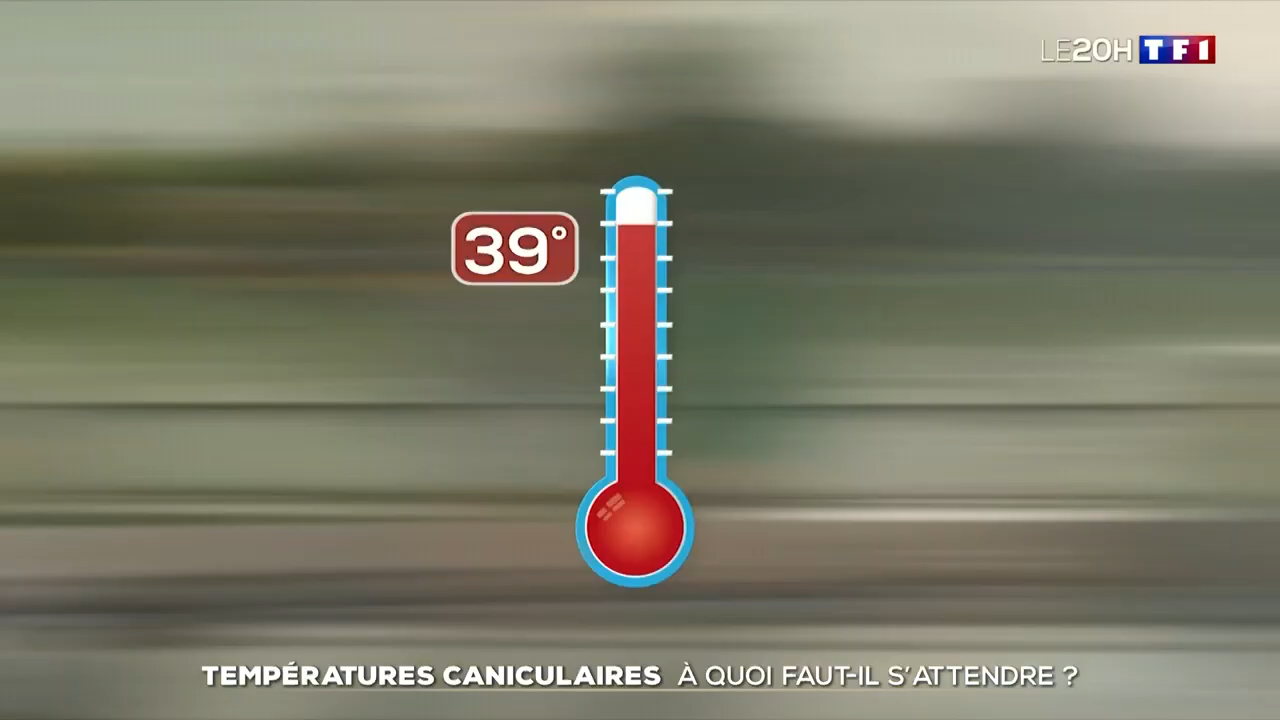 LE20H TF1
39°
TEMPÉRATURES CANICULAIRES À QUOI FAUT-IL S'ATTENDRE ?